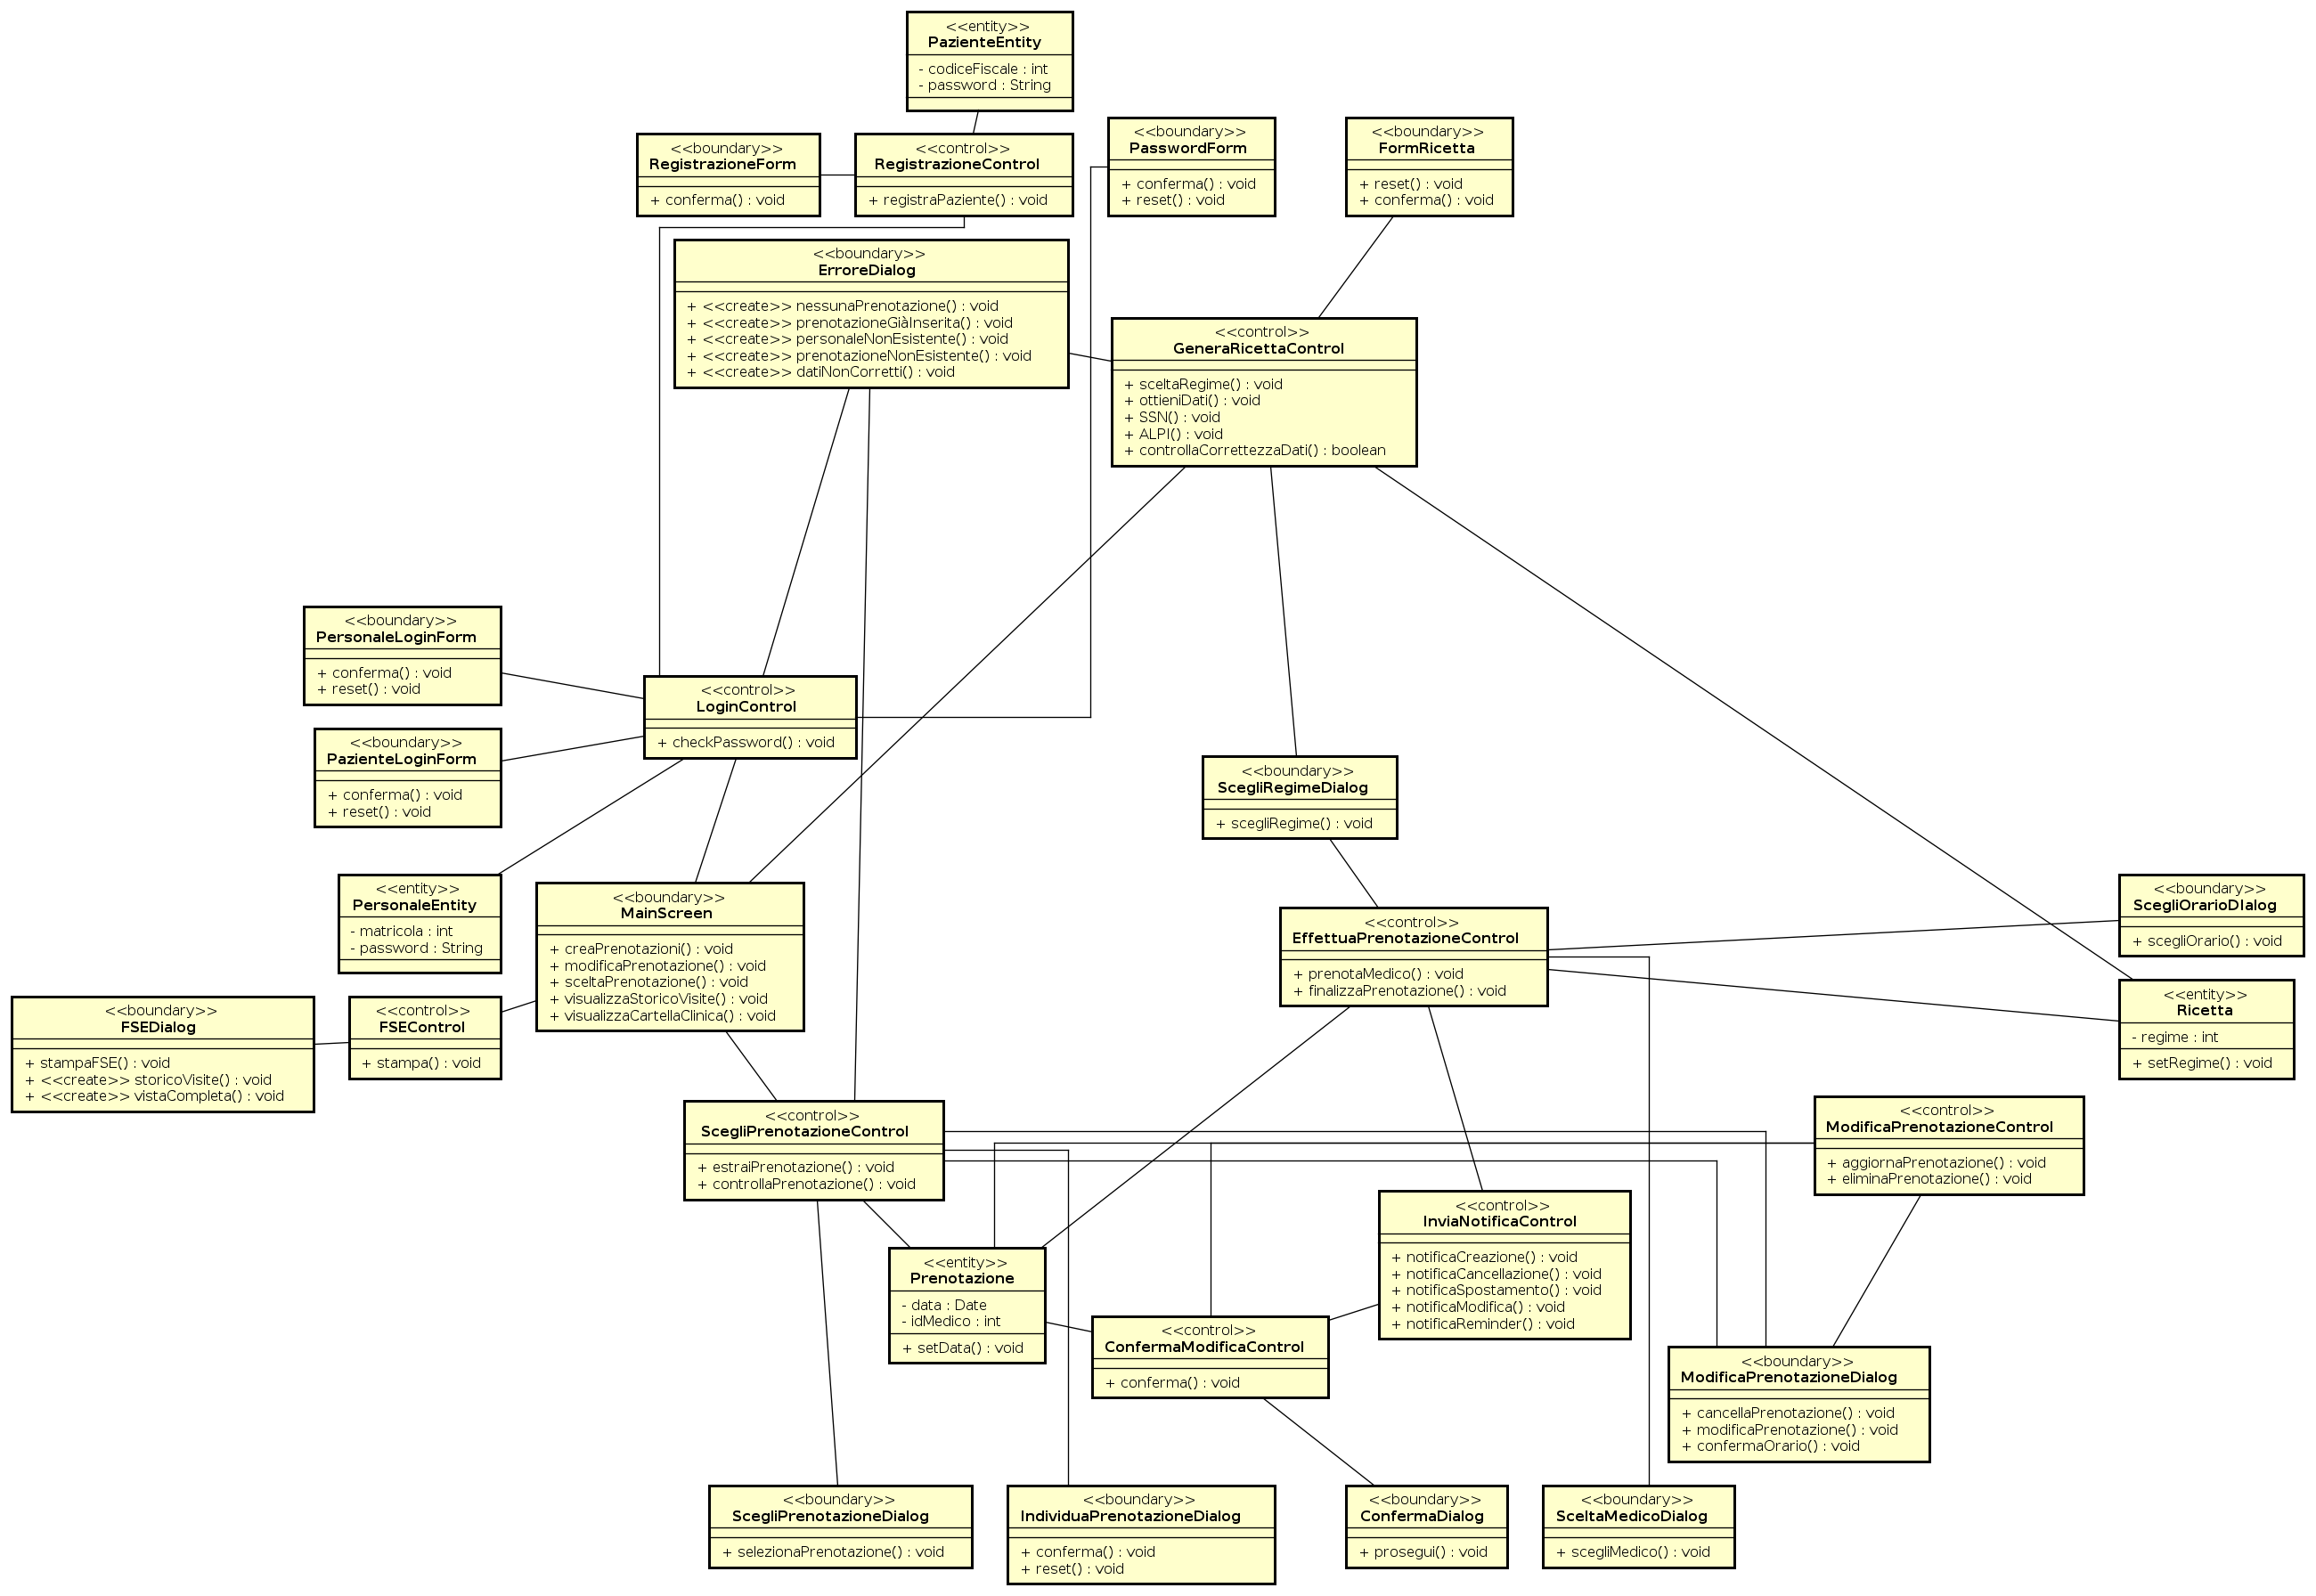 <<entity>>
PazienteEntity
- codiceFiscale : int
- password : String
<<boundary>>
RegistrazioneForm
+ conferma() : void
<<control>>
RegistrazioneControl
+ registraPaziente() : void
<<boundary>>
PasswordForm
+ conferma() : void
+ reset() : void
<<boundary>>
FormRicetta
+ reset() : void
+ conferma() : void
<<boundary>>
ErroreDialog
+ <<create>> nessunaPrenotazione() : void
+ <<create>> prenotazioneGiàInserita() : void
+ <<create>> personaleNonEsistente() : void
+ <<create>> prenotazioneNonEsistente() : void
+ <<create>> datiNonCorretti() : void
<<control>>
GeneraRicettaControl
+ sceltaRegime() : void
+ ottieniDati() : void
+ SSN() : void
+ ALPI() : void
+ controllaCorrettezzaDati() : boolean
<<boundary>>
PersonaleLoginForm
+ conferma() : void
+ reset() : void
<<control>>
LoginControl
+ checkPassword() : void
<<boundary>>
PazienteLoginForm
+ conferma() : void
+ reset() : void
<<boundary>>
ScegliRegimeDialog
+ scegliRegime() : void
<<entity>>
PersonaleEntity
- matricola : int
- password : String
<<boundary>>
MainScreen
+ creaPrenotazioni() : void
+ modificaPrenotazione() : void
+ sceltaPrenotazione() : void
+ visualizzaStoricoVisite() : void
+ visualizzaCartellaClinica() : void
<<control>>
EffettuaPrenotazioneControl
+ prenotaMedico() : void
+ finalizzaPrenotazione() : void
<<boundary>>
ScegliOrarioDIalog
+ scegliOrario() : void
<<boundary>>
FSEDialog
+ stampaFSE() : void
+ <<create>> storicoVisite() : void
+ <<create>> vistaCompleta() : void
<<control>>
FSEControl
+ stampa() : void
<<entity>>
Ricetta
- regime : int
+ setRegime() : void
<<control>>
ScegliPrenotazioneControl
+ estraiPrenotazione() : void
+ controllaPrenotazione() : void
<<control>>
ModificaPrenotazioneControl
+ aggiornaPrenotazione() : void
+ eliminaPrenotazione() : void
<<control>>
InviaNotificaControl
+ notificaCreazione() : void
+ notificaCancellazione() : void
+ notificaSpostamento() : void
+ notificaModifica() : void
+ notificaReminder() : void
<<entity>>
Prenotazione
- data : Date
- idMedico : int
+ setData() : void
<<control>>
ConfermaModificaControl
+ conferma() : void
<<boundary>>
ModificaPrenotazioneDialog
+ cancellaPrenotazione() : void
+ modificaPrenotazione() : void
+ confermaOrario() : void
<<boundary>>
ScegliPrenotazioneDialog
+ selezionaPrenotazione() : void
<<boundary>>
IndividuaPrenotazioneDialog
+ conferma() : void
+ reset() : void
<<boundary>>
ConfermaDialog
+ prosegui() : void
<<boundary>>
SceltaMedicoDialog
+ scegliMedico() : void